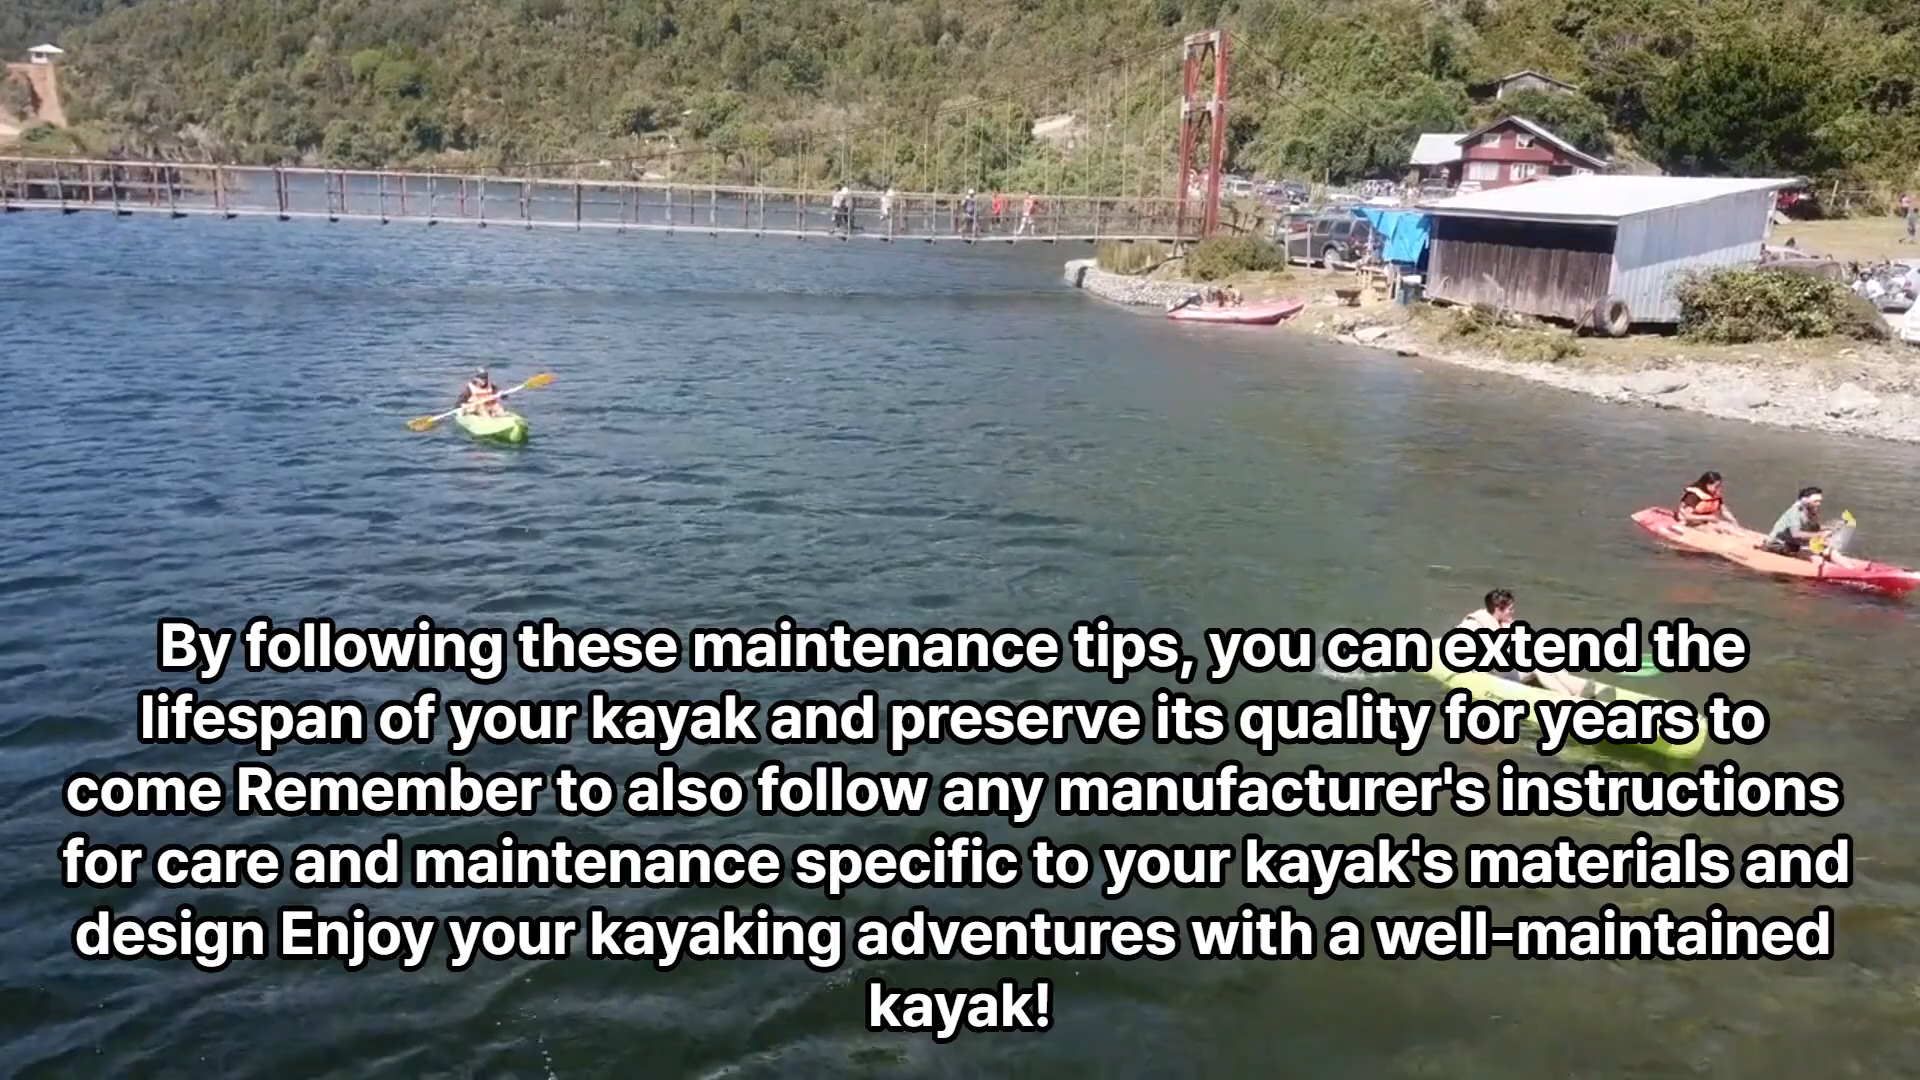 By following these maintenance tips, you can extend the
lifespan of your kayak and preserve its quality for years to
come Remember to also follow any manufacturer's instructions
for care and maintenance specific to your kayak's materials and
design Enjoy your kayaking adventures with a well-maintained
kayak!